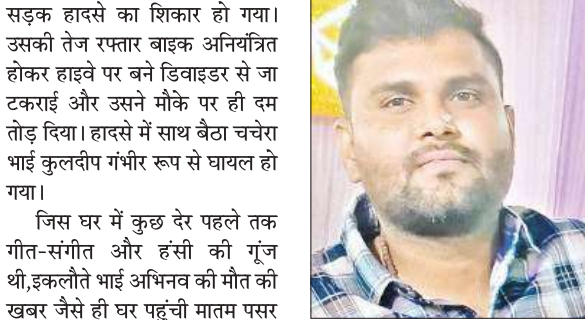 सड़क हादसे का शिकार हो गया।
उसकी तेज रफ्तार बाइक अनियंत्रित
होकर हाइवे पर बने डिवाइडर से जा
टकराई और उसने मौके पर ही दम
तोड़ दिया। हादसे में साथ बैठा चचेरा
भाई कुलदीप गंभीर रूप से घायल हो
गया।
जिस घर में कुछ देर पहले तक
गीत-संगीत और हंसी की गूंज
थी,इकलौते भाई अभिनव की मौत की
खबर जैसे ही घर पहुंची मातम पसर